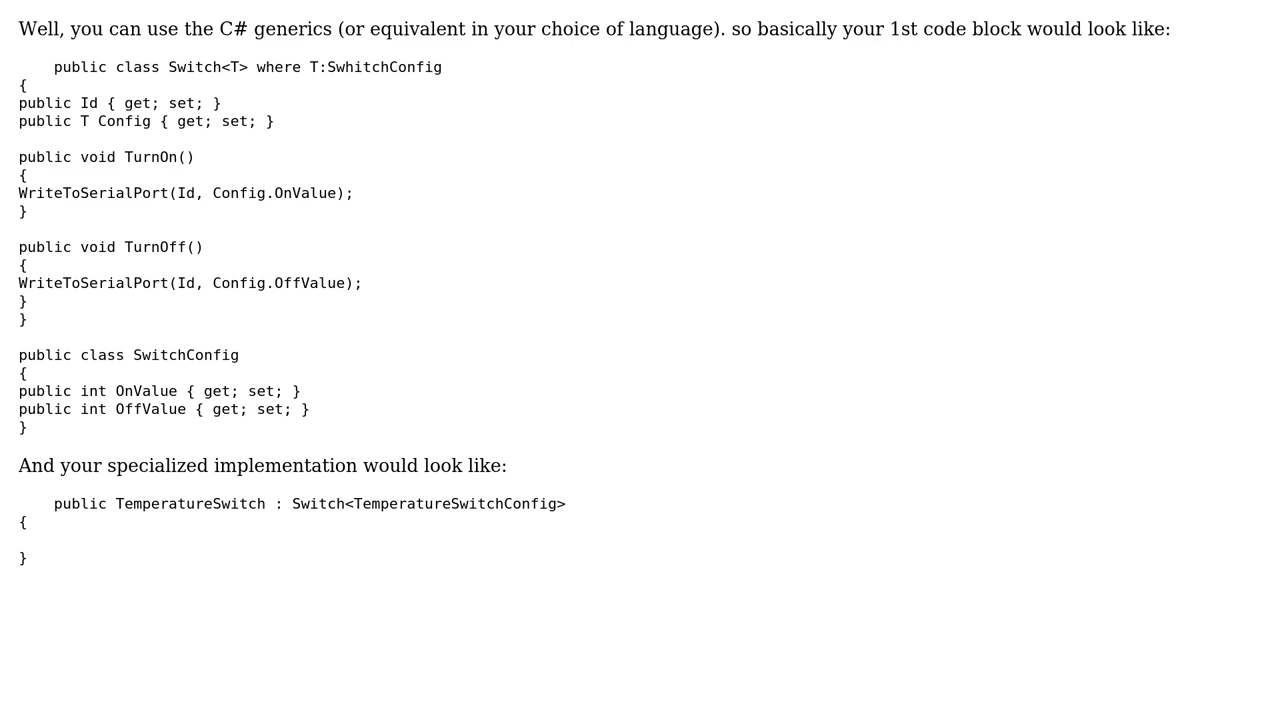 Well, you can use the C# generics (or equivalent in your choice of language). so basically your 1st code block would look like:
    public class Switch<T> where T:SwhitchConfig
{
public Id { get; set; }
public T Config { get; set; }

public void TurnOn()
{
WriteToSerialPort(Id, Config.OnValue);
}

public void TurnOff()
{
WriteToSerialPort(Id, Config.OffValue);
}
}

public class SwitchConfig
{
public int OnValue { get; set; }
public int OffValue { get; set; }
}
And your specialized implementation would look like:
    public TemperatureSwitch : Switch<TemperatureSwitchConfig>
{

}